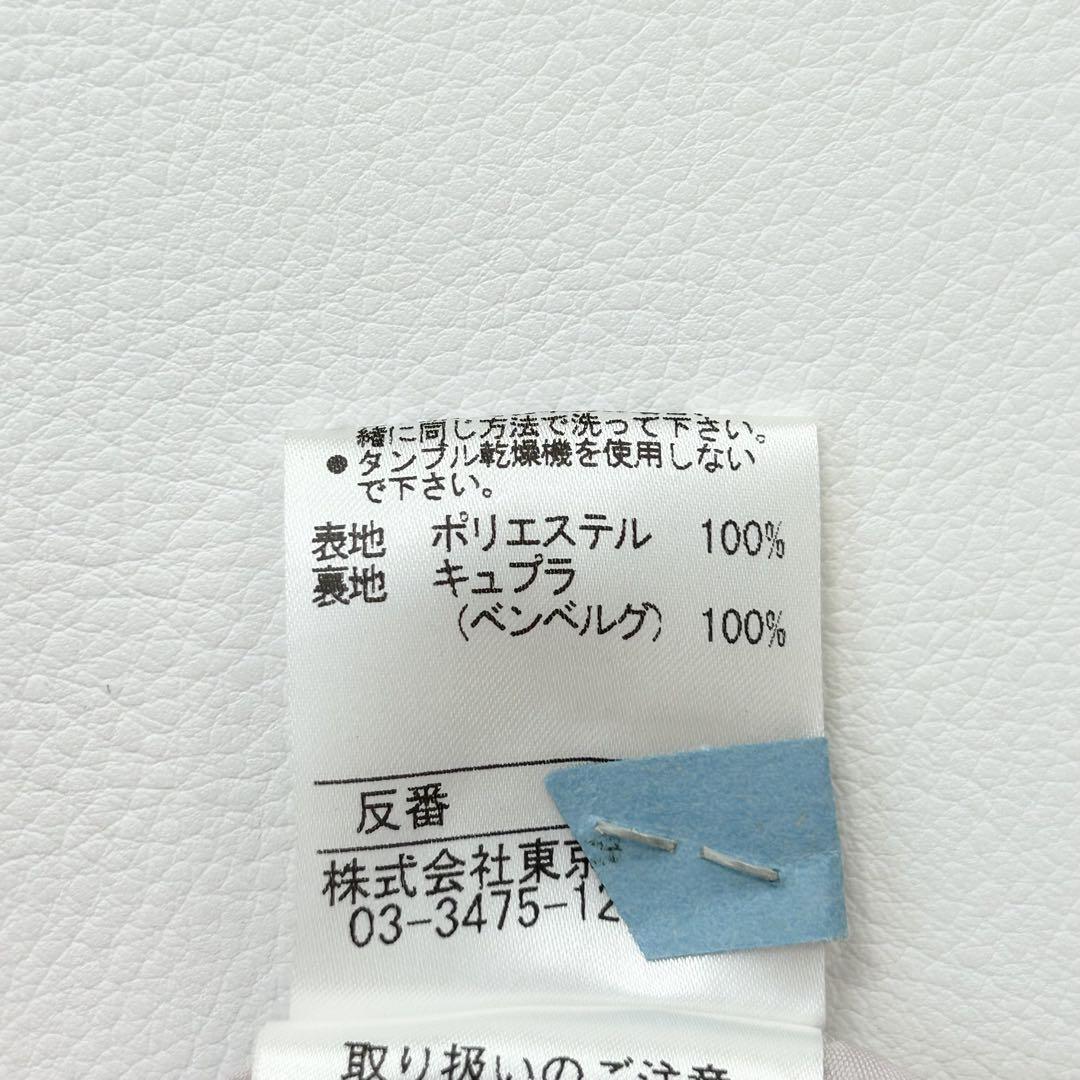 緒に同じ方法で洗って下さい。
●タンブル乾燥機を使用しない
で下さい。
表地 ポリエステル 100%
裏地 キュプラ
(ベンベルグ) 100%
反番
株式会社東京
03-3475-12
取り扱いのご注意